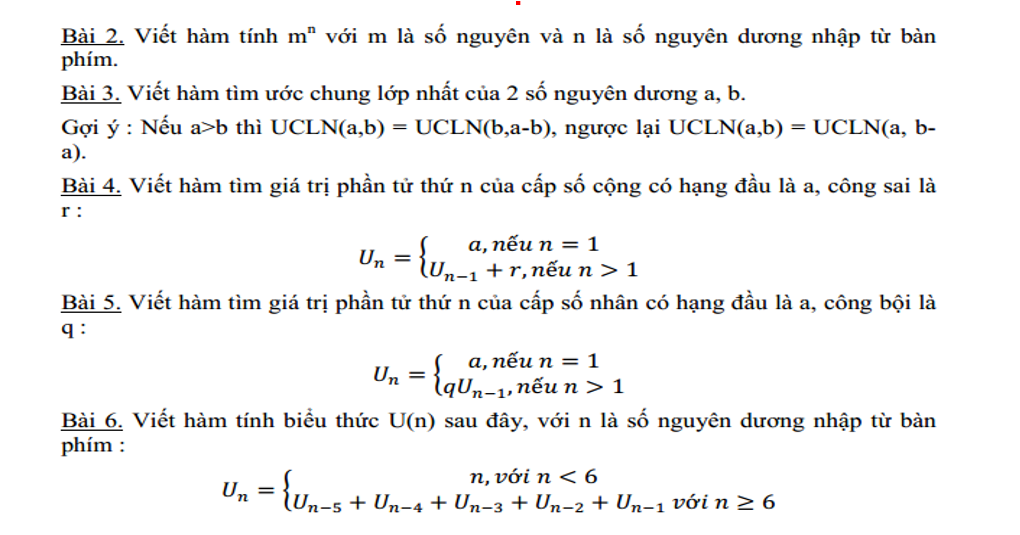 Bài 2. Viết hàm tính mⁿ với m là số nguyên và n là số nguyên dương nhập từ bàn
phím.
Bài 3. Viết hàm tìm ước chung lớp nhất của 2 số nguyên dương a, b.
Gợi ý : Nếu a>b thì UCLN(a,b) = UCLN(b,a-b), ngược lại UCLN(a,b) = UCLN(a, b-
a).
Bài 4. Viết hàm tìm giá trị phần tử thứ n của cấp số cộng có hạng đầu là a, công sai là
r :
Uₙ = { a, nếu n = 1
Uₙ₋₁ + r, nếu n > 1
Bài 5. Viết hàm tìm giá trị phần tử thứ n của cấp số nhân có hạng đầu là a, công bội là
q :
Uₙ = { a, nếu n = 1
qUₙ₋₁, nếu n > 1
Bài 6. Viết hàm tính biểu thức U(n) sau đây, với n là số nguyên dương nhập từ bàn
phím :
Uₙ = { n, với n < 6
Uₙ₋₅ + Uₙ₋₄ + Uₙ₋₃ + Uₙ₋₂ + Uₙ₋₁ với n ≥ 6